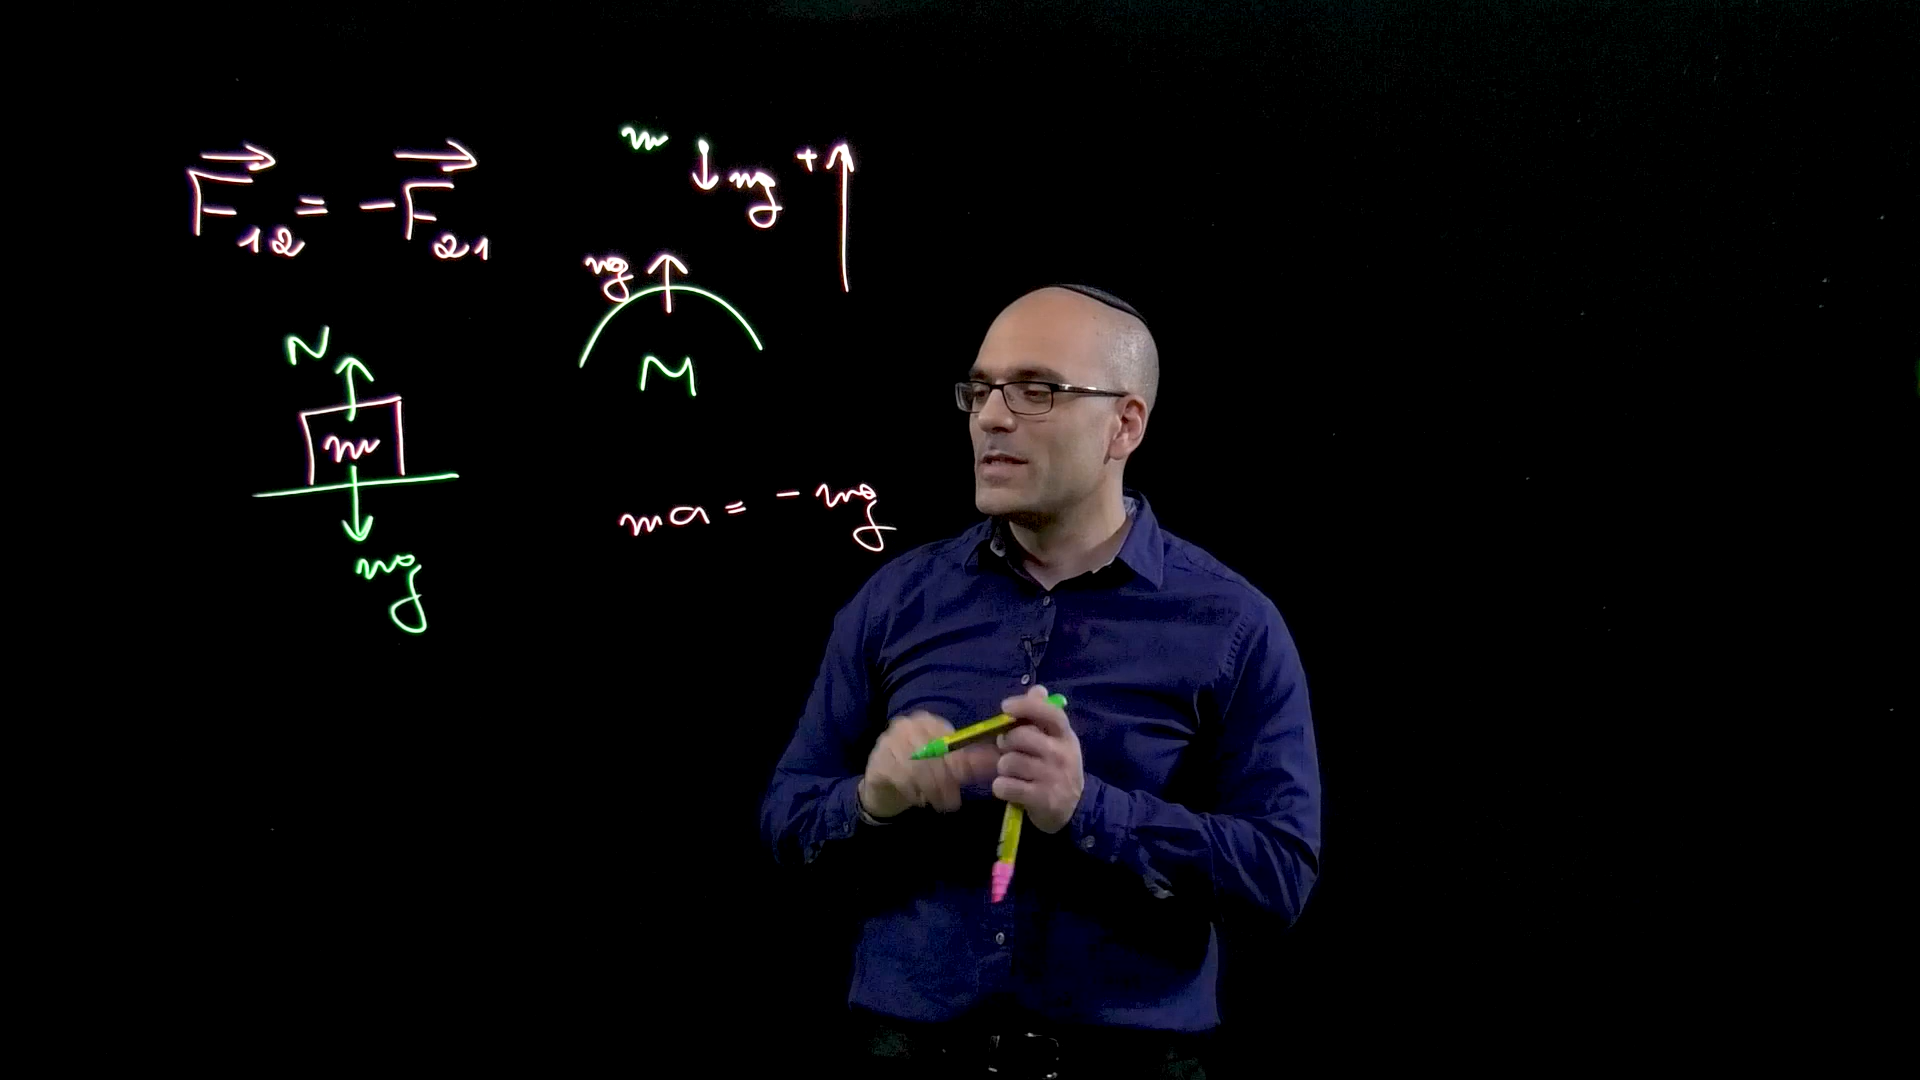 F₁₂ = -F₂₁
m
mg
+
mg
M
N
m
mg
ma = - mg